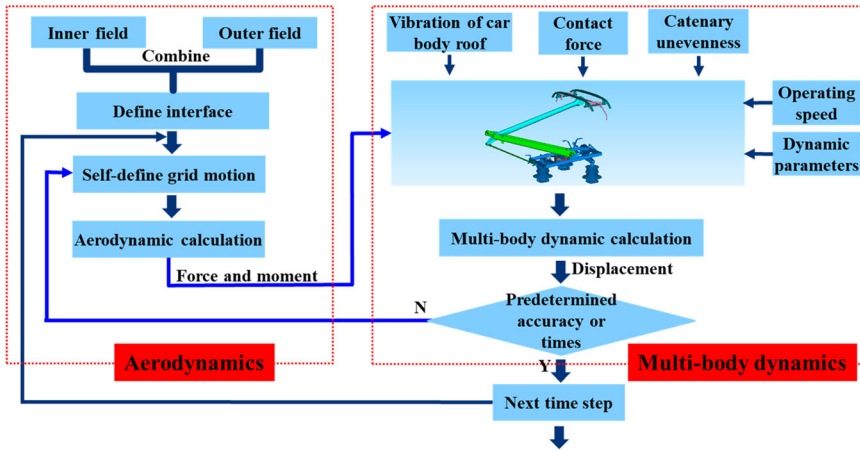 Inner field
Outer field
Combine
Define interface
Self-define grid motion
Aerodynamic calculation
Force and moment
Aerodynamics
Vibration of car
body roof
Contact
force
Catenary
unevenness
Operating
speed
Dynamic
parameters
Multi-body dynamic calculation
Displacement
N
Predetermined
accuracy or
times
Y
Multi-body dynamics
Next time step